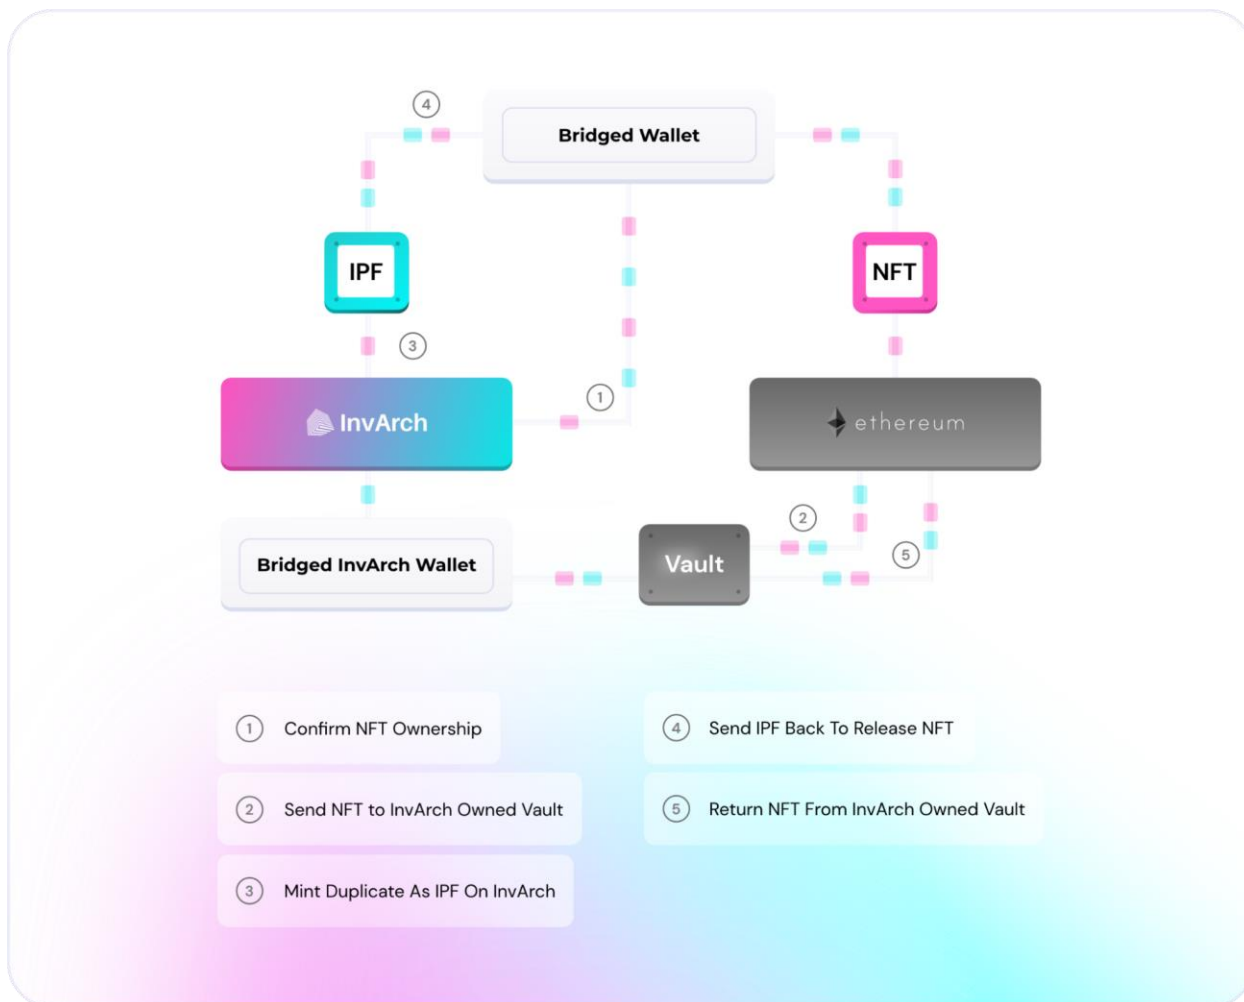 4
Bridged Wallet
IPF
NFT
3
1
InvArch
ethereum
2
5
Bridged InvArch Wallet
Vault
1 Confirm NFT Ownership
2 Send NFT to InvArch Owned Vault
3 Mint Duplicate As IPF On InvArch
4 Send IPF Back To Release NFT
5 Return NFT From InvArch Owned Vault